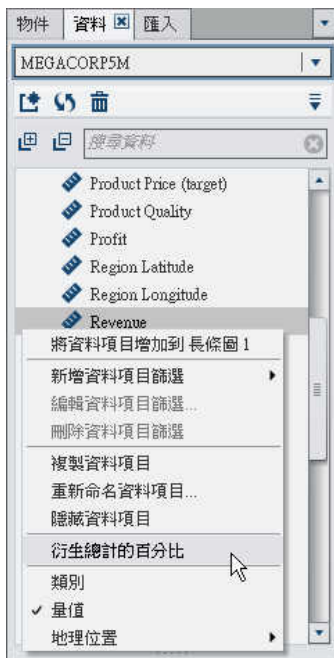 物件 資料 匯入
MEGACORP5M
搜尋資料
Product Price (target)
Product Quality
Profit
Region Latitude
Region Longitude
Revenue
將資料項目增加到 長條圖 1
新增資料項目篩選
編輯資料項目篩選...
刪除資料項目篩選
複製資料項目
重新命名資料項目...
隱藏資料項目
衍生總計的百分比
類別
✓ 量值
地理位置